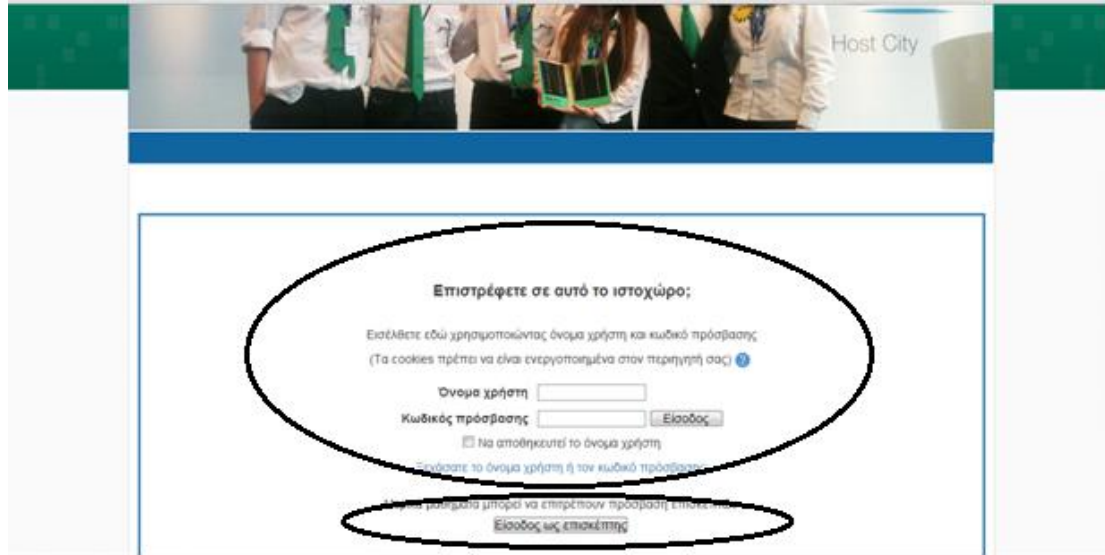 Host City
Επιστρέφετε σε αυτό το ιστοχώρο;
Εισέλθετε εδώ χρησιμοποιώντας όνομα χρήστη και κωδικό πρόσβασης
(Τα cookies πρέπει να είναι ενεργοποιημένα στον περιηγητή σας) ?
Όνομα χρήστη
Κωδικός πρόσβασης Είσοδος
Να αποθηκευτεί το όνομα χρήστη
Ξεχάσατε το όνομα χρήστη ή τον κωδικό πρόσβασης
μαθήματα μπορεί να επιτρέπουν πρόσβαση
Είσοδος ως επισκέπτης